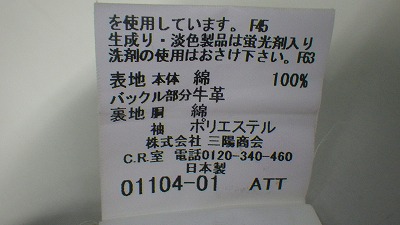 を使用しています。 F45
生成り・淡色製品は蛍光剤入り
洗剤の使用はおさけ下さい。F63
表地 本体 綿 100%
バックル部分 牛革
裏地 胴 綿
袖 ポリエステル
株式会社 三陽商会
C.R.室 電話0120-340-460
日本製
01104-01 ATT